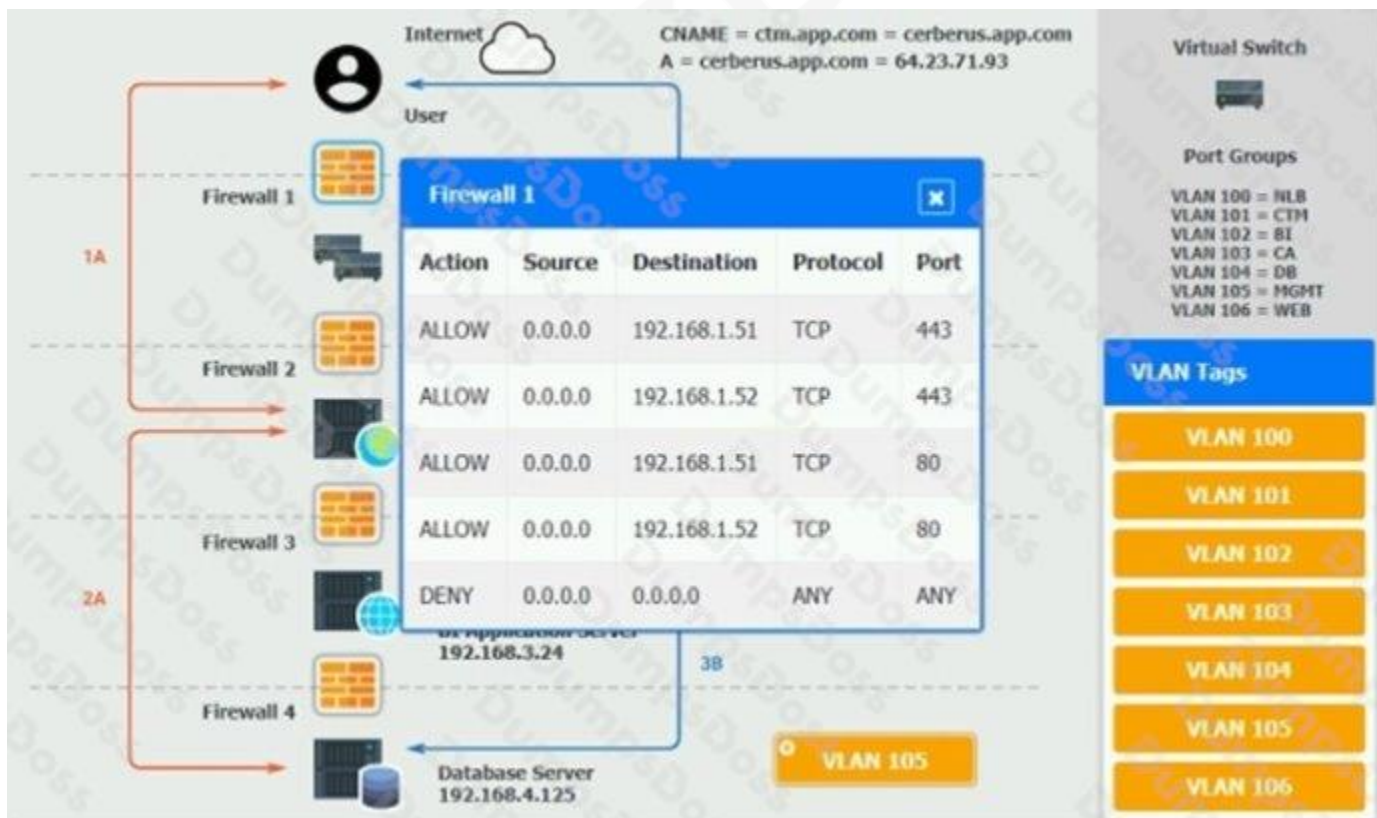 Internet
CNAME = ctm.app.com = cerberus.app.com
A = cerberus.app.com = 64.23.71.93
User
Firewall 1
1A
Firewall 2
Firewall 3
2A
Application Server
192.168.3.24
3B
Firewall 4
Database Server
192.168.4.125
VLAN 105
Firewall 1
Action Source Destination Protocol Port
ALLOW 0.0.0.0 192.168.1.51 TCP 443
ALLOW 0.0.0.0 192.168.1.52 TCP 443
ALLOW 0.0.0.0 192.168.1.51 TCP 80
ALLOW 0.0.0.0 192.168.1.52 TCP 80
DENY 0.0.0.0 0.0.0.0 ANY ANY
Virtual Switch
Port Groups
VLAN 100 = NLB
VLAN 101 = CTM
VLAN 102 = BI
VLAN 103 = CA
VLAN 104 = DB
VLAN 105 = MGMT
VLAN 106 = WEB
VLAN Tags
VLAN 100
VLAN 101
VLAN 102
VLAN 103
VLAN 104
VLAN 105
VLAN 106
DumpsDoss